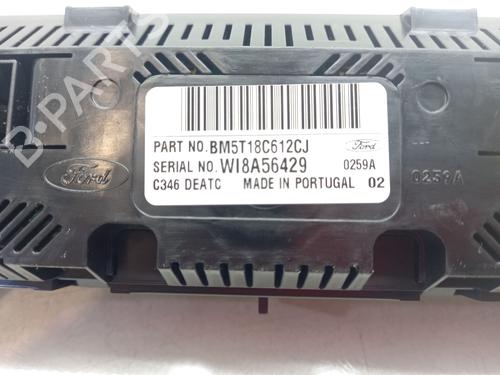 PART NO. BM5T18C612CJ
Ford
SERIAL NO. WI8A56429 0259A
C346 DEATC MADE IN PORTUGAL 02
Ford
0259A
B-PARTS